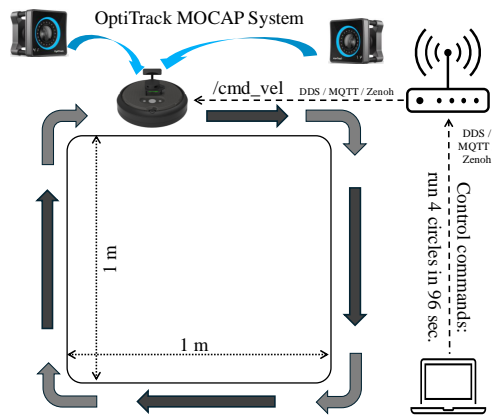 OptiTrack MOCAP System
/cmd_vel
DDS / MQTT / Zenoh
DDS /
MQTT
Zenoh
Control commands:
run 4 circles in 96 sec.
1 m
1 m